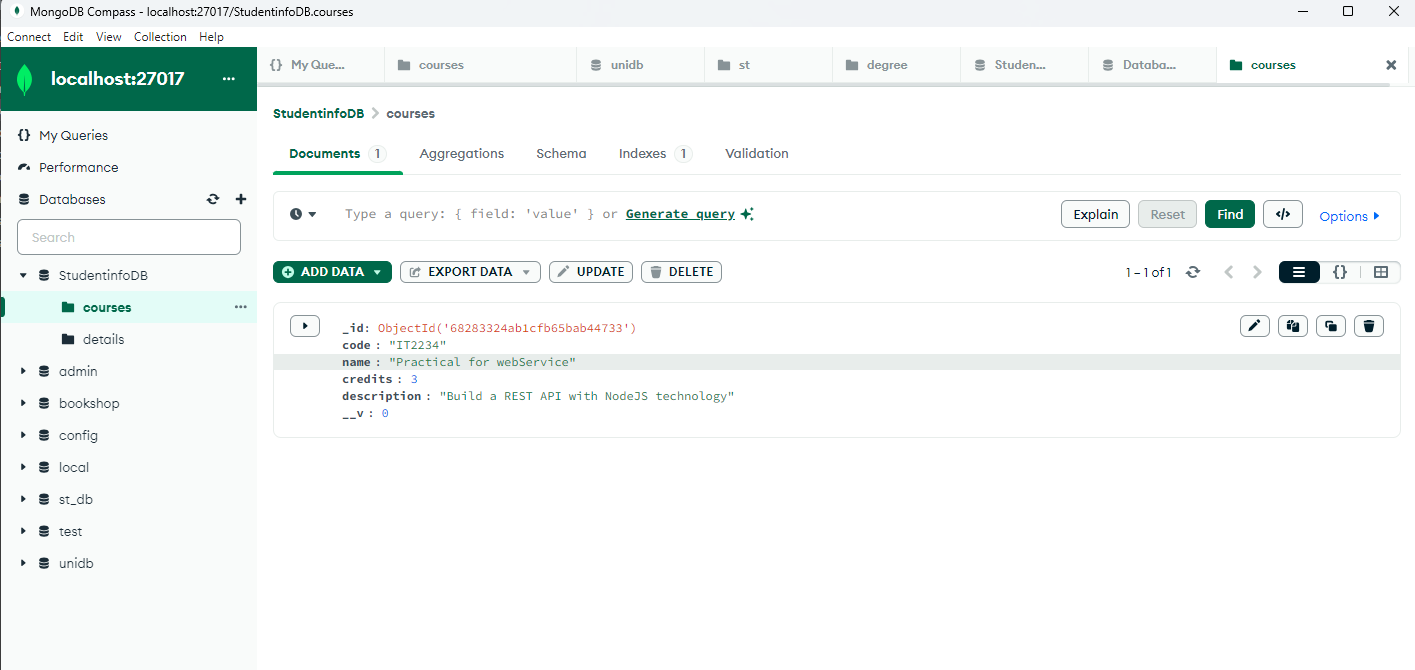 MongoDB Compass - localhost:27017/StudentinfoDB.courses
Connect Edit View Collection Help
localhost:27017 ...
{} My Que... courses unidb st degree Studen... Databa... courses
My Queries
Performance
Databases
Search
StudentinfoDB
courses
details
admin
bookshop
config
local
st_db
test
unidb
StudentinfoDB > courses
Documents 1 Aggregations Schema Indexes 1 Validation
Type a query: { field: 'value' } or Generate query
Explain Reset Find </> Options
ADD DATA EXPORT DATA UPDATE DELETE
1 – 1 of 1 {}
_id: ObjectId('68283324ab1cfb65bab44733')
code : "IT2234"
name : "Practical for webService"
credits : 3
description : "Build a REST API with NodeJS technology"
__v : 0